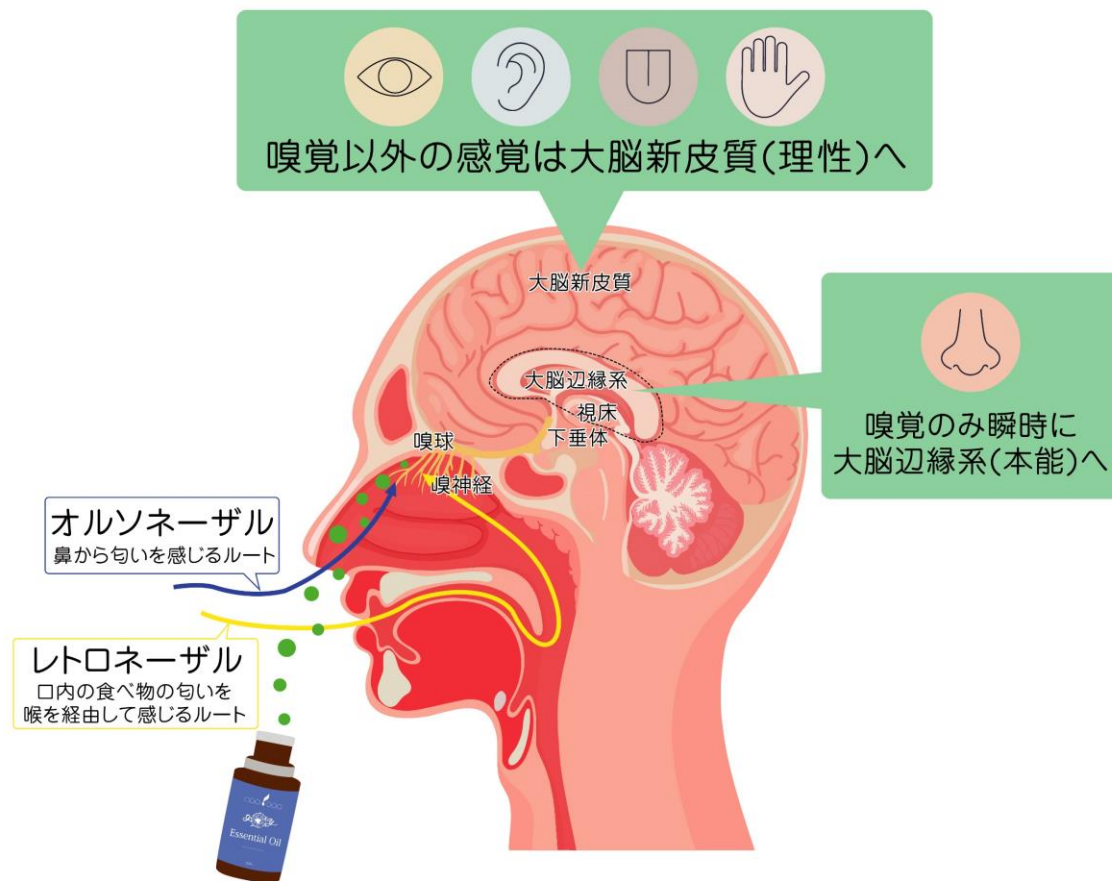 嗅覚以外の感覚は大脳新皮質(理性)へ
大脳新皮質
大脳辺縁系
視床
下垂体
嗅球
嗅神経
嗅覚のみ瞬時に
大脳辺縁系(本能)へ
オルソネーザル
鼻から匂いを感じるルート
レトロネーザル
口内の食べ物の匂いを
喉を経由して感じるルート
Essential Oil